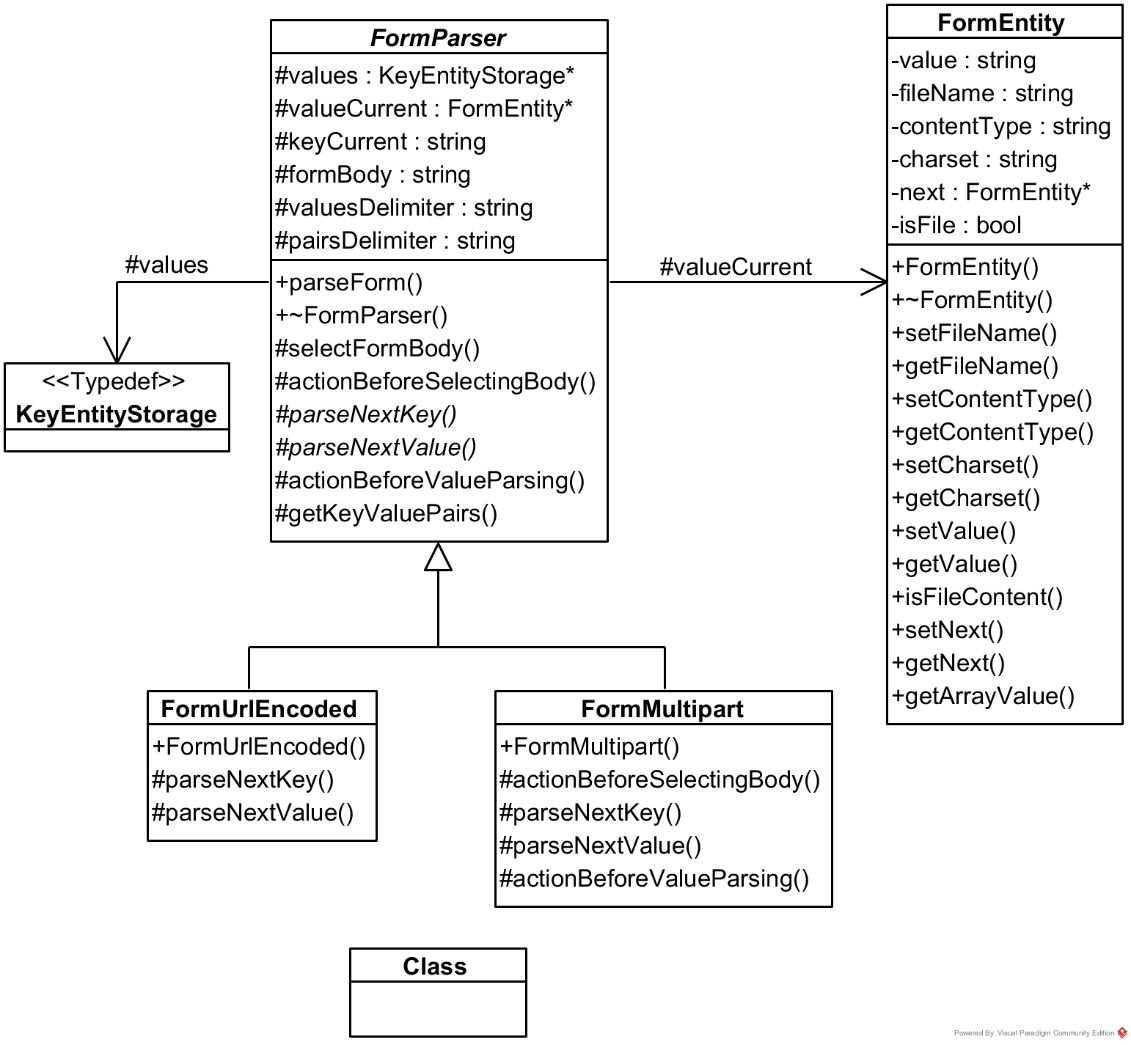 FormParser
#values : KeyEntityStorage*
#valueCurrent : FormEntity*
#keyCurrent : string
#formBody : string
#valuesDelimiter : string
#pairsDelimiter : string
+parseForm()
+~FormParser()
#selectFormBody()
#actionBeforeSelectingBody()
#parseNextKey()
#parseNextValue()
#actionBeforeValueParsing()
#getKeyValuePairs()
FormEntity
-value : string
-fileName : string
-contentType : string
-charset : string
-next : FormEntity*
-isFile : bool
+FormEntity()
+~FormEntity()
+setFileName()
+getFileName()
+setContentType()
+getContentType()
+setCharset()
+getCharset()
+setValue()
+getValue()
+isFileContent()
+setNext()
+getNext()
+getArrayValue()
#values
#valueCurrent
<<Typedef>>
KeyEntityStorage
FormUrlEncoded
+FormUrlEncoded()
#parseNextKey()
#parseNextValue()
FormMultipart
+FormMultipart()
#actionBeforeSelectingBody()
#parseNextKey()
#parseNextValue()
#actionBeforeValueParsing()
Class
Powered By Visual Paradigm Community Edition